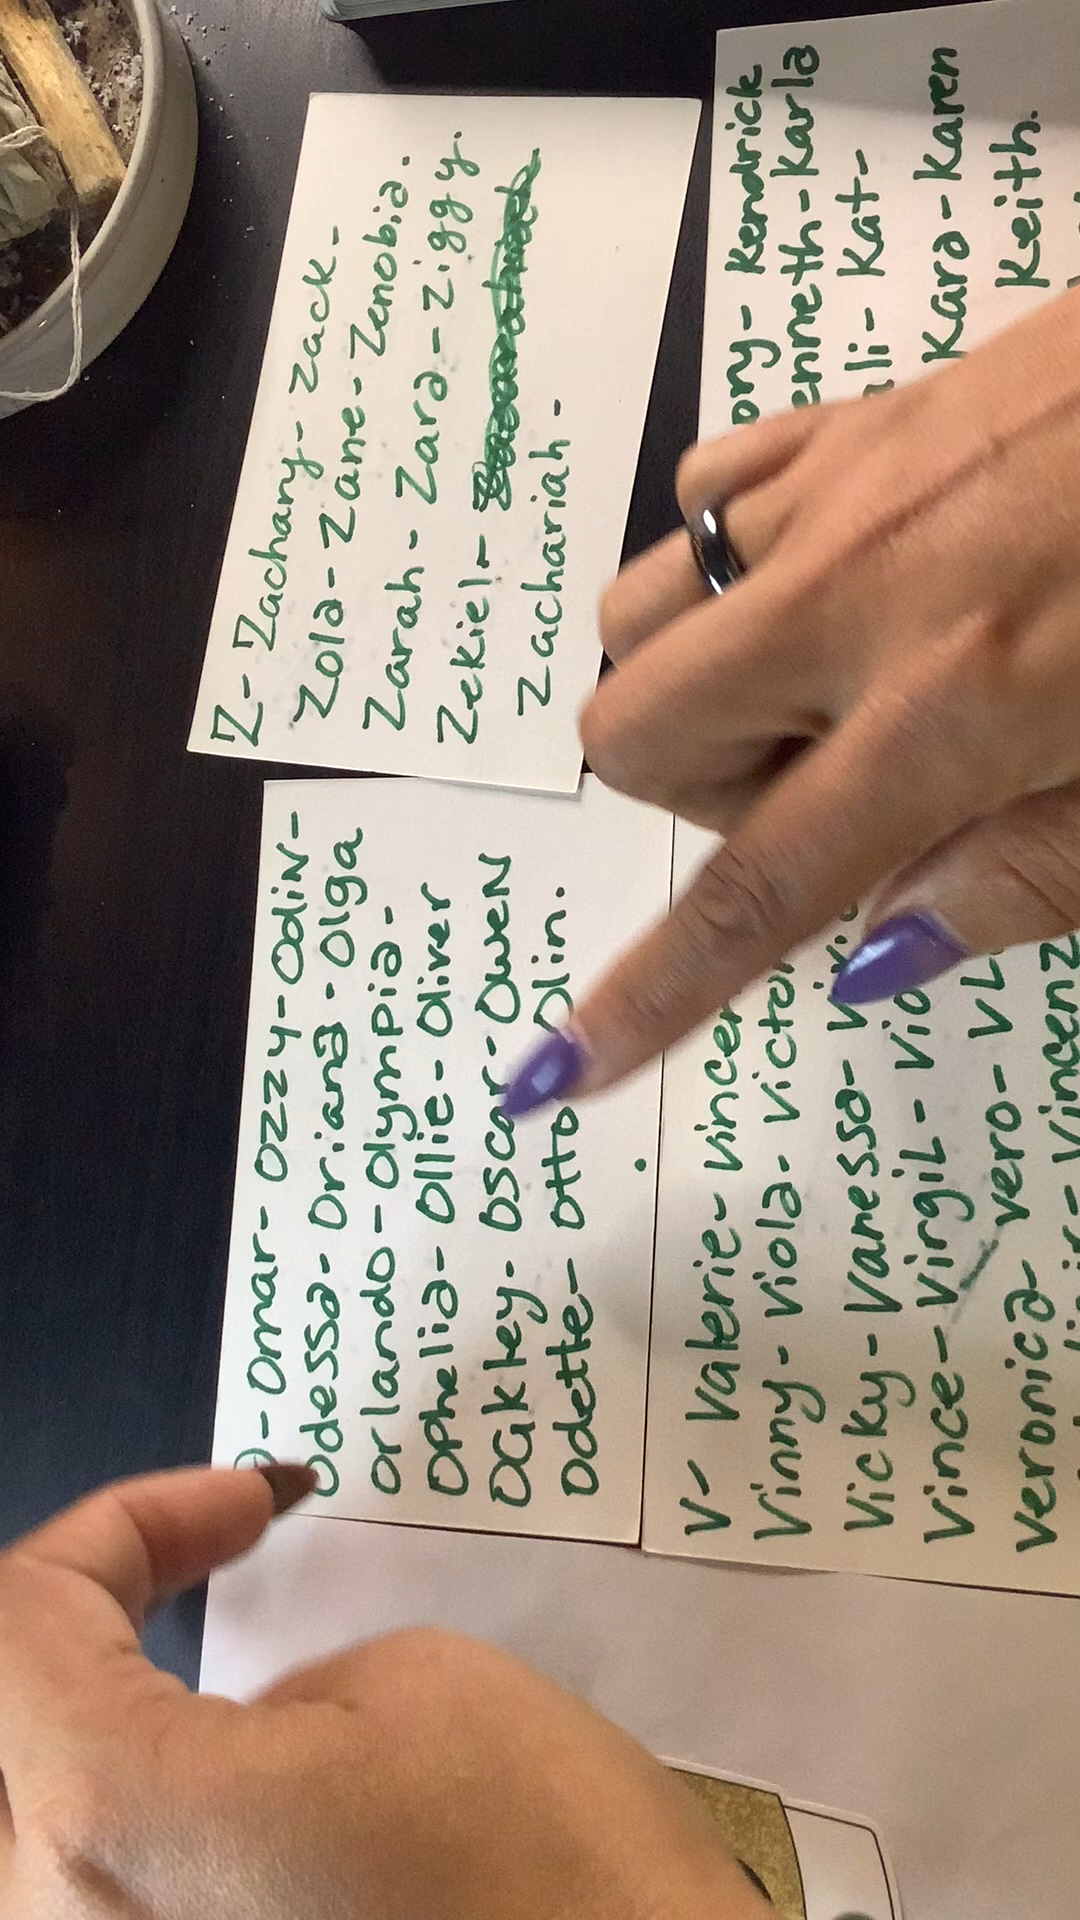 Z- Zachary- Zack-
Zola- Zane- Zenobia.
Zarah- Zara- Ziggy.
Zekiel-
Zachariah-
O- Omar- Ozzy- OdiN-
Odessa- Oriana- Olga
Orlando- Olympia-
Ophelia- Ollie- Oliver
Oakley- Oscar- OweN
Odette- Otto Olin.
Kendrick
Karla
Kat-
Kara- Karen
Keith.
V- Valerie-
Vinny- Viola-
Vicky- Vanessa-
Vince- VirgiL-
Veronica- Vero-